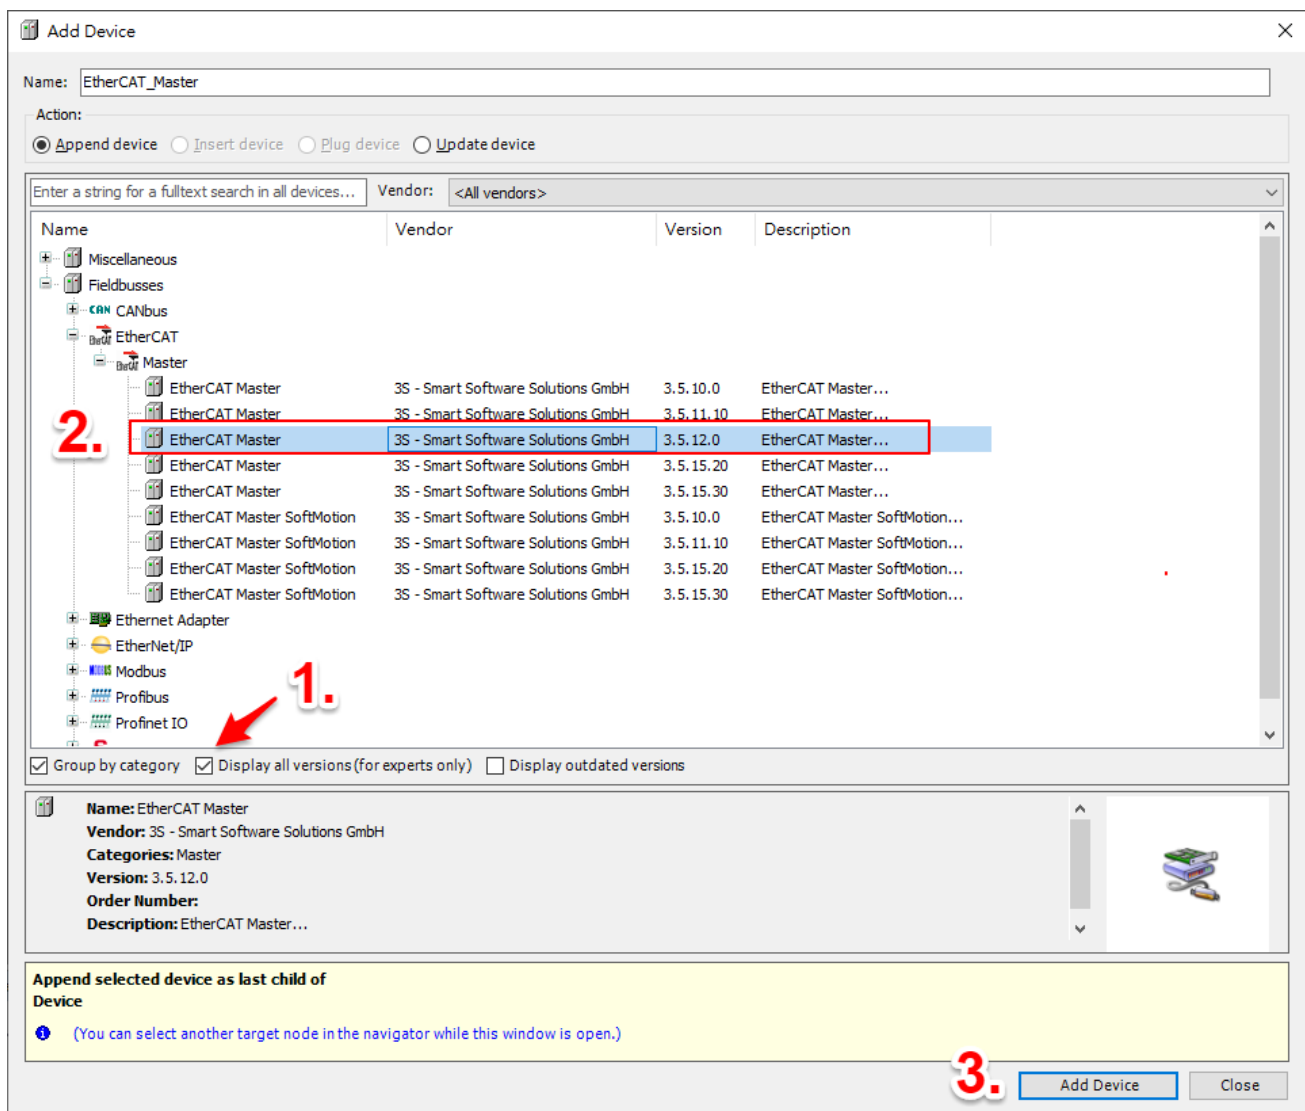 Add Device
Name: EtherCAT_Master
Action:
Append device Insert device Plug device Update device
Enter a string for a fulltext search in all devices... Vendor: <All vendors>
Name Vendor Version Description
Miscellaneous
Fieldbusses
CAN CANbus
EtherCAT EtherCAT
EtherCAT Master
EtherCAT Master 3S - Smart Software Solutions GmbH 3.5.10.0 EtherCAT Master...
EtherCAT Master 3S - Smart Software Solutions GmbH 3.5.11.10 EtherCAT Master...
2. EtherCAT Master 3S - Smart Software Solutions GmbH 3.5.12.0 EtherCAT Master...
EtherCAT Master 3S - Smart Software Solutions GmbH 3.5.15.20 EtherCAT Master...
EtherCAT Master 3S - Smart Software Solutions GmbH 3.5.15.30 EtherCAT Master...
EtherCAT Master SoftMotion 3S - Smart Software Solutions GmbH 3.5.10.0 EtherCAT Master SoftMotion...
EtherCAT Master SoftMotion 3S - Smart Software Solutions GmbH 3.5.11.10 EtherCAT Master SoftMotion...
EtherCAT Master SoftMotion 3S - Smart Software Solutions GmbH 3.5.15.20 EtherCAT Master SoftMotion...
EtherCAT Master SoftMotion 3S - Smart Software Solutions GmbH 3.5.15.30 EtherCAT Master SoftMotion...
Ethernet Adapter
EtherNet/IP
MODBUS Modbus
1.
Profibus
Profinet IO
Group by category Display all versions (for experts only) Display outdated versions
Name: EtherCAT Master
Vendor: 3S - Smart Software Solutions GmbH
Categories: Master
Version: 3.5.12.0
Order Number:
Description: EtherCAT Master...
Append selected device as last child of
Device
(You can select another target node in the navigator while this window is open.)
3. Add Device Close